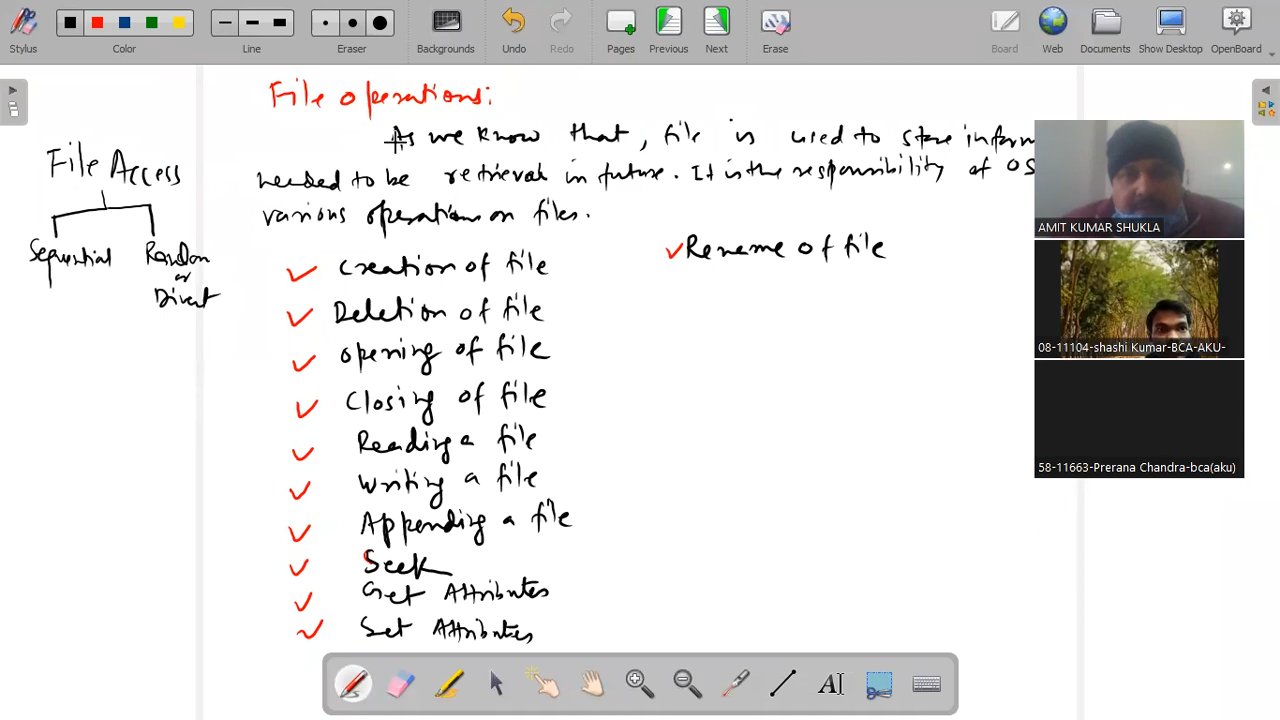 Stylus
Color
Line
Eraser
Backgrounds
Undo
Redo
Pages
Previous
Next
Erase
Board
Web
Documents
Show Desktop
OpenBoard
File operations:
As we know that, file is used to store inform
needed to be retrieval in future. It is the responsibility of OS
various operations on files.
File Access
Sequential
Random
or
Direct
✓ Creation of file
✓ Deletion of file
✓ opening of file
✓ Closing of file
✓ Reading a file
✓ Writing a file
✓ Appending a file
✓ Seek
✓ Get Attributes
✓ Set Attributes
✓ Rename of file
AMIT KUMAR SHUKLA
08-11104-shashi Kumar-BCA-AKU-
58-11663-Prerana Chandra-bca(aku)